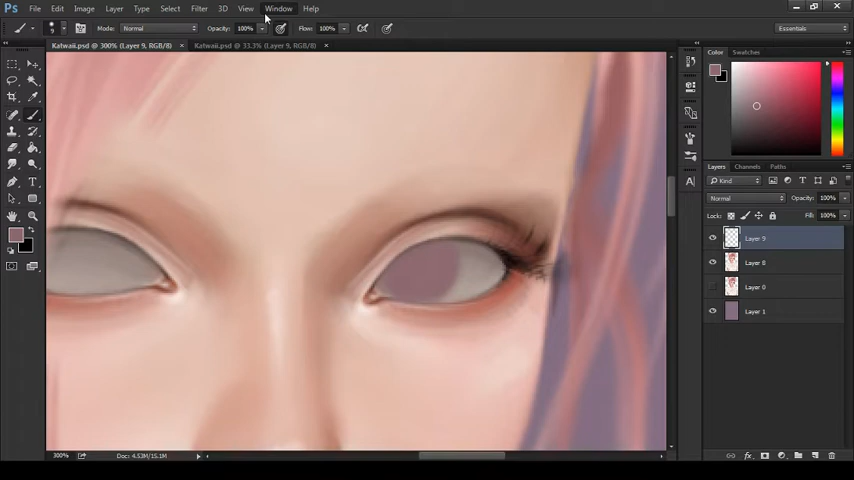 Ps File Edit Image Layer Type Select Filter 3D View Window Help
9 Mode: Normal Opacity: 100% Flow: 100% Essentials
Katwaii.psd @ 300% (Layer 9, RGB/8) × Katwaii.psd @ 33.3% (Layer 9, RGB/8) ×
Color Swatches
Layers Channels Paths
Kind
Normal Opacity: 100%
Lock: Fill: 100%
Layer 9
Layer 8
Layer 0
Layer 1
300% Doc: 4.53M/15.1M
fx